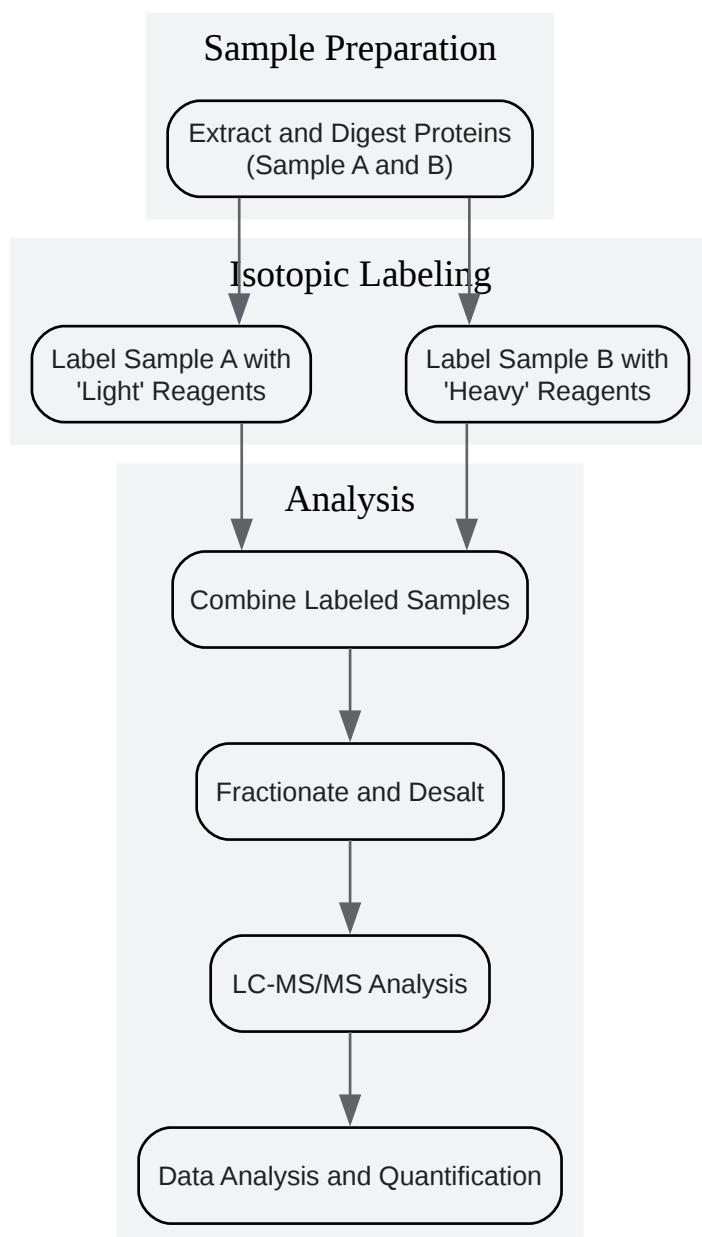 Sample Preparation
Extract and Digest Proteins
(Sample A and B)
Isotopic Labeling
Label Sample A with
'Light' Reagents
Label Sample B with
'Heavy' Reagents
Analysis
Combine Labeled Samples
Fractionate and Desalt
LC-MS/MS Analysis
Data Analysis and Quantification